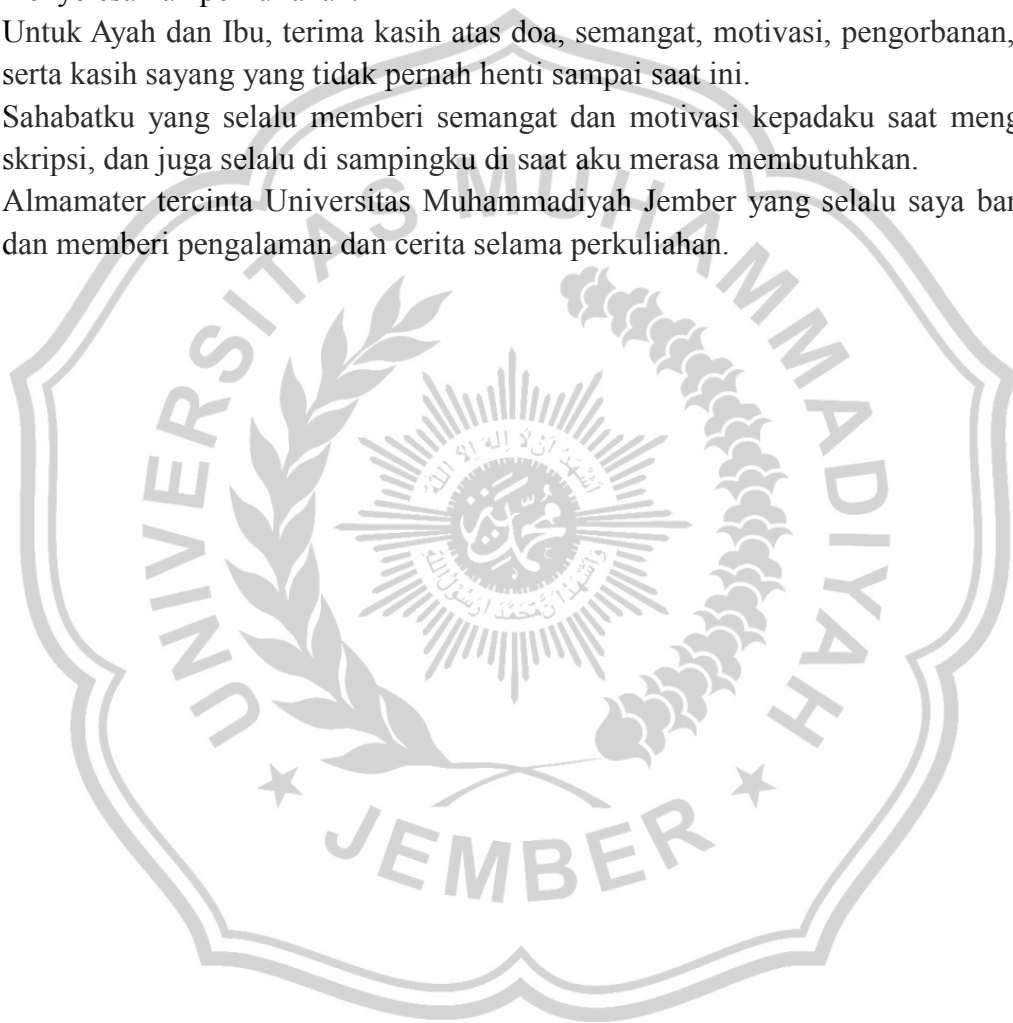 Untuk Ayah dan Ibu, terima kasih atas doa, semangat, motivasi, pengorbanan,
serta kasih sayang yang tidak pernah henti sampai saat ini.
Sahabatku yang selalu memberi semangat dan motivasi kepadaku saat meng
skripsi, dan juga selalu di sampingku di saat aku merasa membutuhkan.
Almamater tercinta Universitas Muhammadiyah Jember yang selalu saya ban
dan memberi pengalaman dan cerita selama perkuliahan.
UNIVERSITAS MUHAMMADIYAH
JEMBER